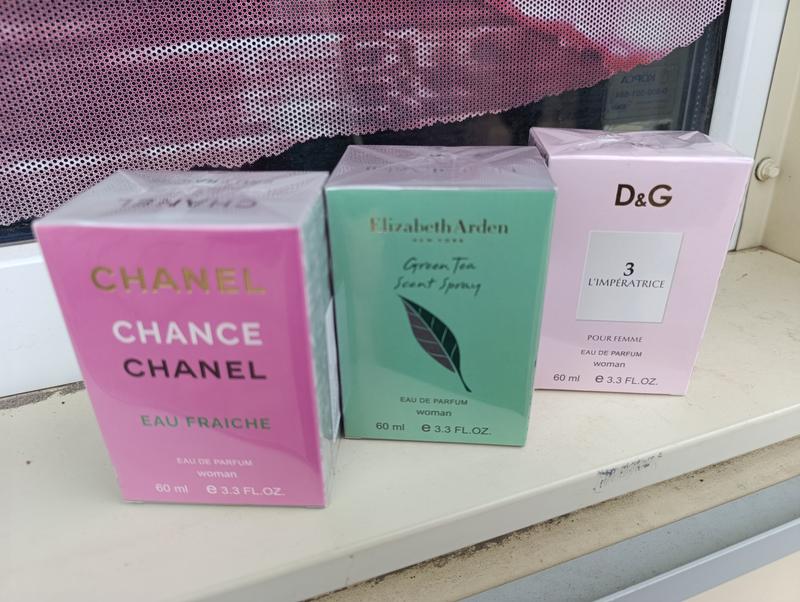 CHANEL
CHANEL
CHANCE
CHANEL
EAU FRAICHE
EAU DE PARFUM
woman
60 ml e 3.3 FL.OZ.
Elizabeth Arden
NEW YORK
Green Tea
Scent Spray
EAU DE PARFUM
woman
60 ml e 3.3 FL.OZ.
D&G
3
L'IMPÉRATRICE
POUR FEMME
EAU DE PARFUM
woman
60 ml e 3.3 FL.OZ.
КОРСА